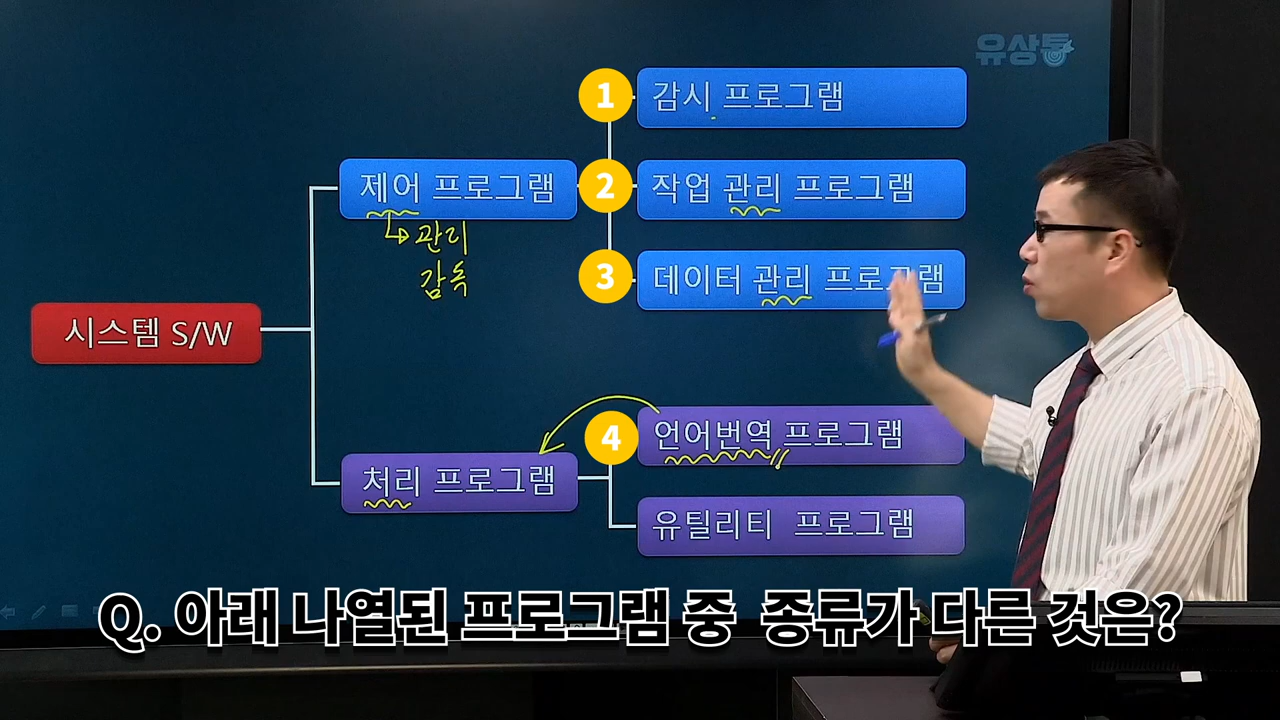 유상통
1 감시 프로그램
제어 프로그램
2 작업 관리 프로그램
관리
감독
3 데이터 관리 프로그램
시스템 S/W
4 언어번역 프로그램
처리 프로그램
유틸리티 프로그램
Q. 아래 나열된 프로그램 중 종류가 다른 것은?